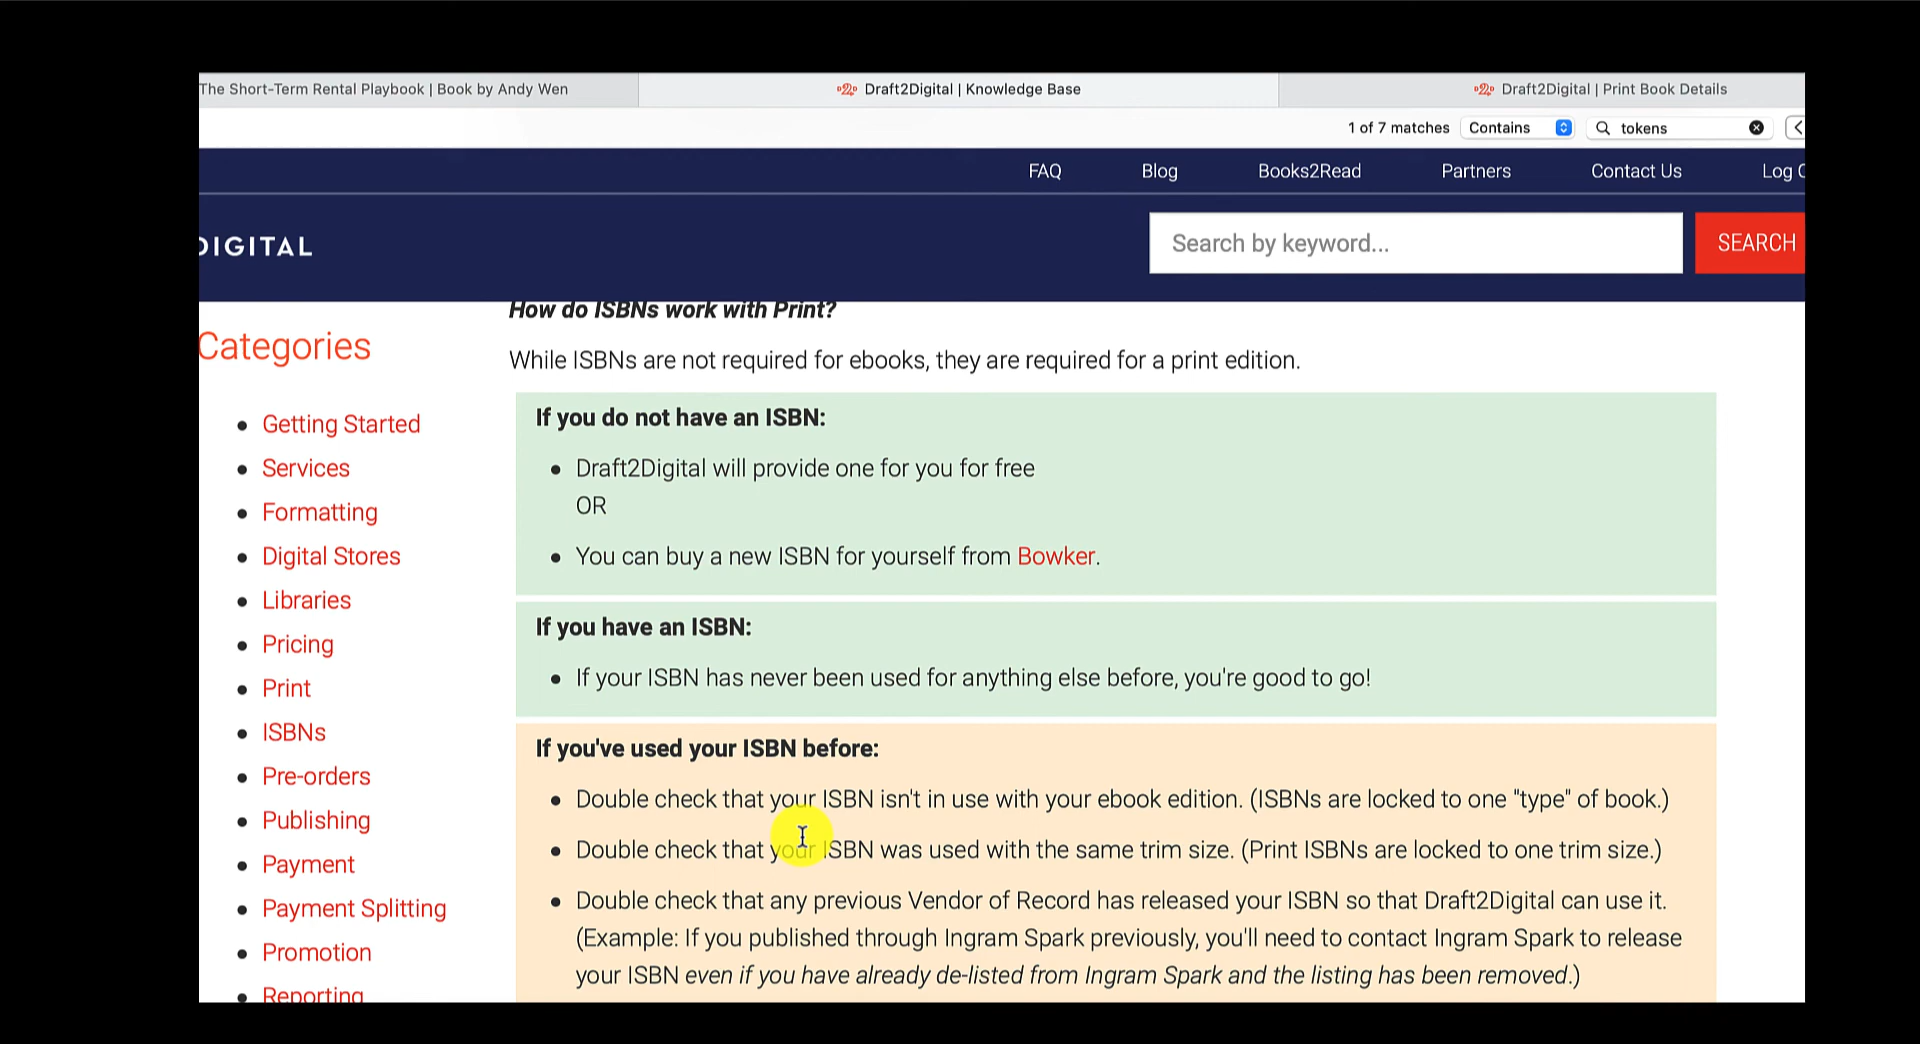 The Short-Term Rental Playbook | Book by Andy Wen
Draft2Digital | Knowledge Base
Draft2Digital | Print Book Details
1 of 7 matches
Contains
tokens
FAQ
Blog
Books2Read
Partners
Contact Us
Log
DIGITAL
Search by keyword...
SEARCH
Categories
Getting Started
Services
Formatting
Digital Stores
Libraries
Pricing
Print
ISBNs
Pre-orders
Publishing
Payment
Payment Splitting
Promotion
Reporting
How do ISBNs work with Print?
While ISBNs are not required for ebooks, they are required for a print edition.
If you do not have an ISBN:
Draft2Digital will provide one for you for free
OR
You can buy a new ISBN for yourself from Bowker.
If you have an ISBN:
If your ISBN has never been used for anything else before, you're good to go!
If you've used your ISBN before:
Double check that your ISBN isn't in use with your ebook edition. (ISBNs are locked to one "type" of book.)
Double check that your ISBN was used with the same trim size. (Print ISBNs are locked to one trim size.)
Double check that any previous Vendor of Record has released your ISBN so that Draft2Digital can use it.
(Example: If you published through Ingram Spark previously, you'll need to contact Ingram Spark to release
your ISBN even if you have already de-listed from Ingram Spark and the listing has been removed.)